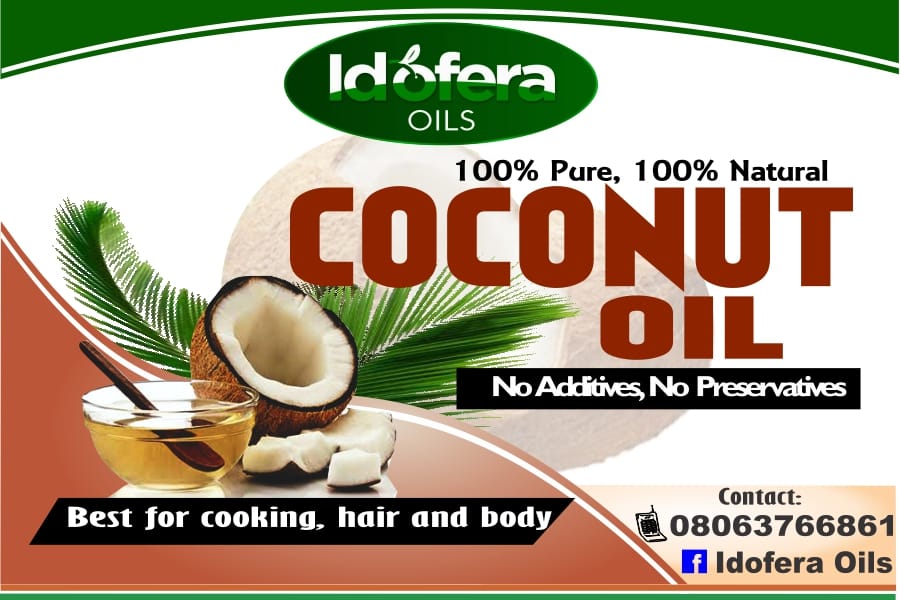 Idofera
OILS
100% Pure, 100% Natural
COCONUT
OIL
No Additives, No Preservatives
Best for cooking, hair and body
Contact:
08063766861
f Idofera Oils